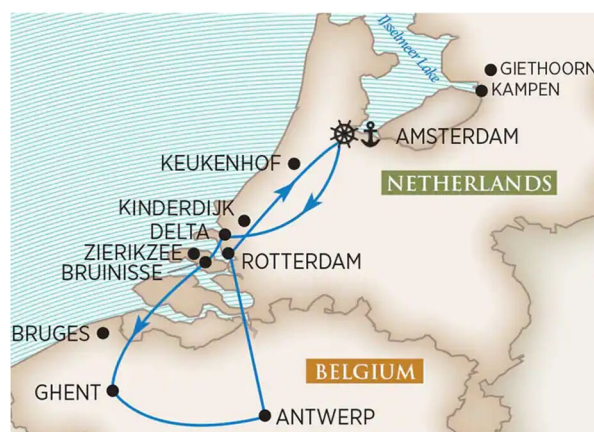 IJsselmeer Lake
GIETHOORN
KAMPEN
AMSTERDAM
KEUKENHOF
NETHERLANDS
KINDERDIJK
DELTA
ZIERIKZEE
ROTTERDAM
BRUINISSE
BRUGES
BELGIUM
GHENT
ANTWERP